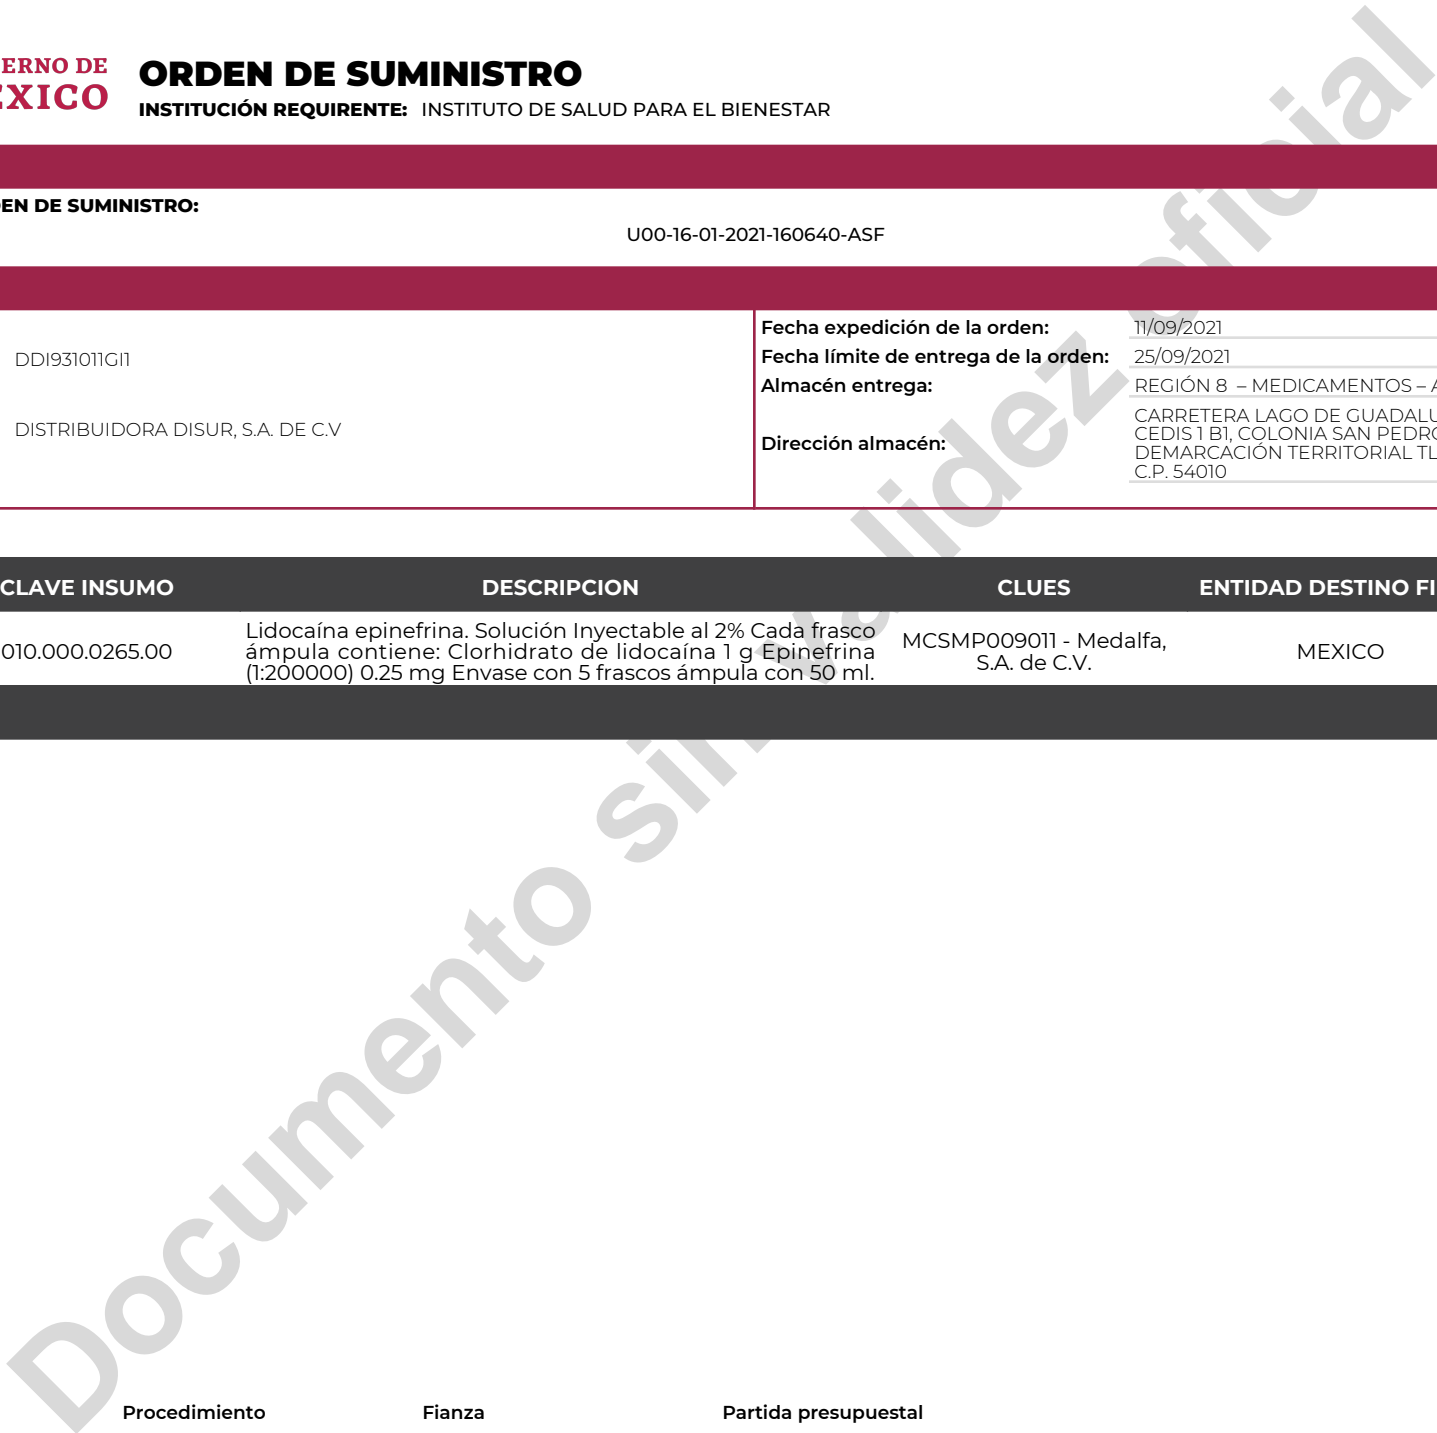 ERNO DE
EXICO
ORDEN DE SUMINISTRO
INSTITUCIÓN REQUIRENTE: INSTITUTO DE SALUD PARA EL BIENESTAR
EN DE SUMINISTRO:
U00-16-01-2021-160640-ASF
DDI931011GI1
DISTRIBUIDORA DISUR, S.A. DE C.V
Fecha expedición de la orden: 11/09/2021
Fecha límite de entrega de la orden: 25/09/2021
Almacén entrega: REGIÓN 8 – MEDICAMENTOS – A
Dirección almacén:
CARRETERA LAGO DE GUADALU
CEDIS 1 B1, COLONIA SAN PEDRO
DEMARCACIÓN TERRITORIAL TL
C.P. 54010
CLAVE INSUMO DESCRIPCION CLUES ENTIDAD DESTINO FI
010.000.0265.00
Lidocaína epinefrina. Solución Inyectable al 2% Cada frasco
ámpula contiene: Clorhidrato de lidocaína 1 g Epinefrina
(1:200000) 0.25 mg Envase con 5 frascos ámpula con 50 ml.
MCSMP009011 - Medalfa,
S.A. de C.V.
MEXICO
Documento sin validez oficial
Procedimiento Fianza Partida presupuestal